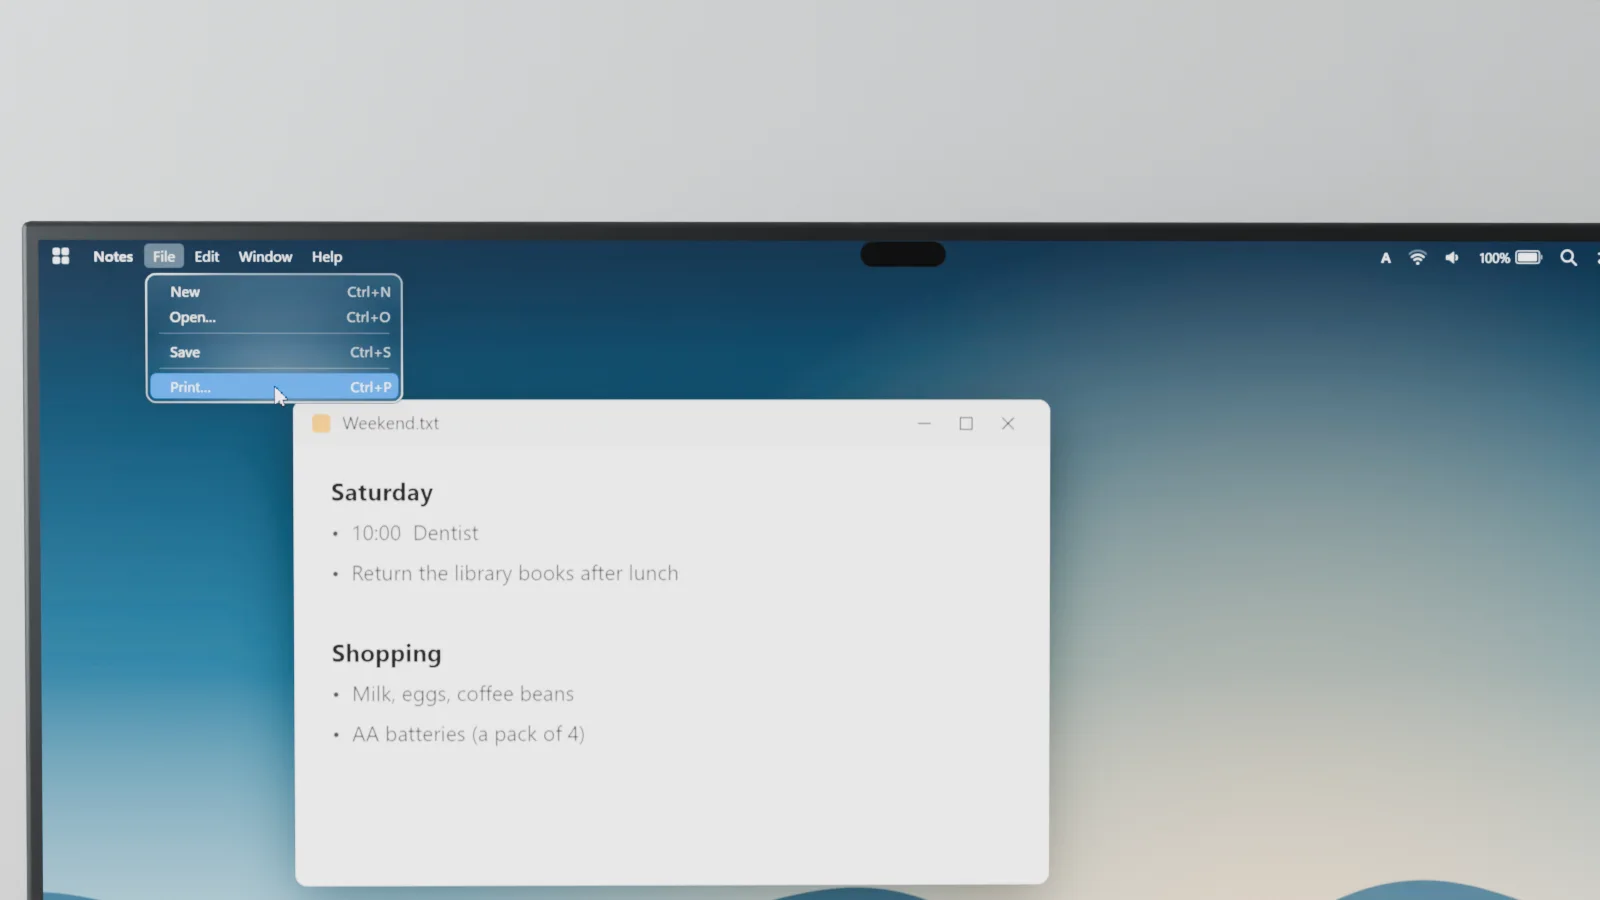 Notes File Edit Window Help A 100%
New Ctrl+N
Open... Ctrl+O
Save Ctrl+S
Print... Ctrl+P
Weekend.txt
Saturday
• 10:00 Dentist
• Return the library books after lunch
Shopping
• Milk, eggs, coffee beans
• AA batteries (a pack of 4)